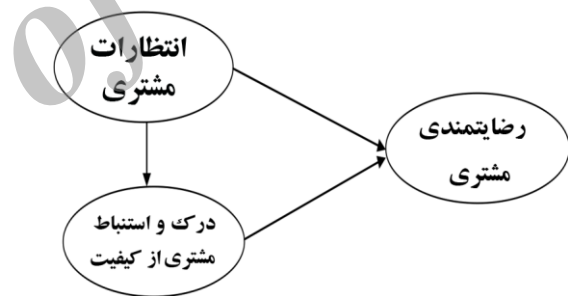 انتظارات
مشتری
رضایتمندی
مشتری
درک و استنباط
مشتری از کیفیت